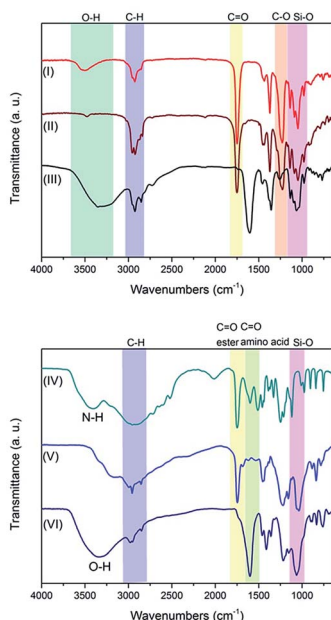 O-H C-H C=O C-O Si-O
(I)
(II)
(III)
Transmittance (a. u.)
4000 3500 3000 2500 2000 1500 1000
Wavenumbers (cm⁻¹)
C=O C=O
C-H ester amino acid Si-O
(IV)
N-H
(V)
(VI)
O-H
Transmittance (a. u.)
4000 3500 3000 2500 2000 1500 1000
Wavenumbers (cm⁻¹)